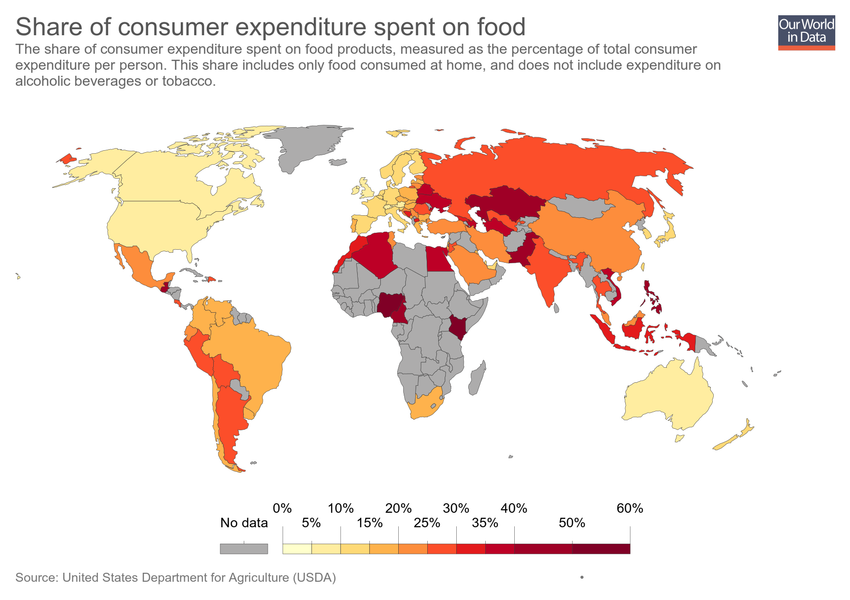 Share of consumer expenditure spent on food
Our World
in Data
The share of consumer expenditure spent on food products, measured as the percentage of total consumer
expenditure per person. This share includes only food consumed at home, and does not include expenditure on
alcoholic beverages or tobacco.
0% 10% 20% 30% 40% 60%
No data 5% 15% 25% 35% 50%
Source: United States Department for Agriculture (USDA)